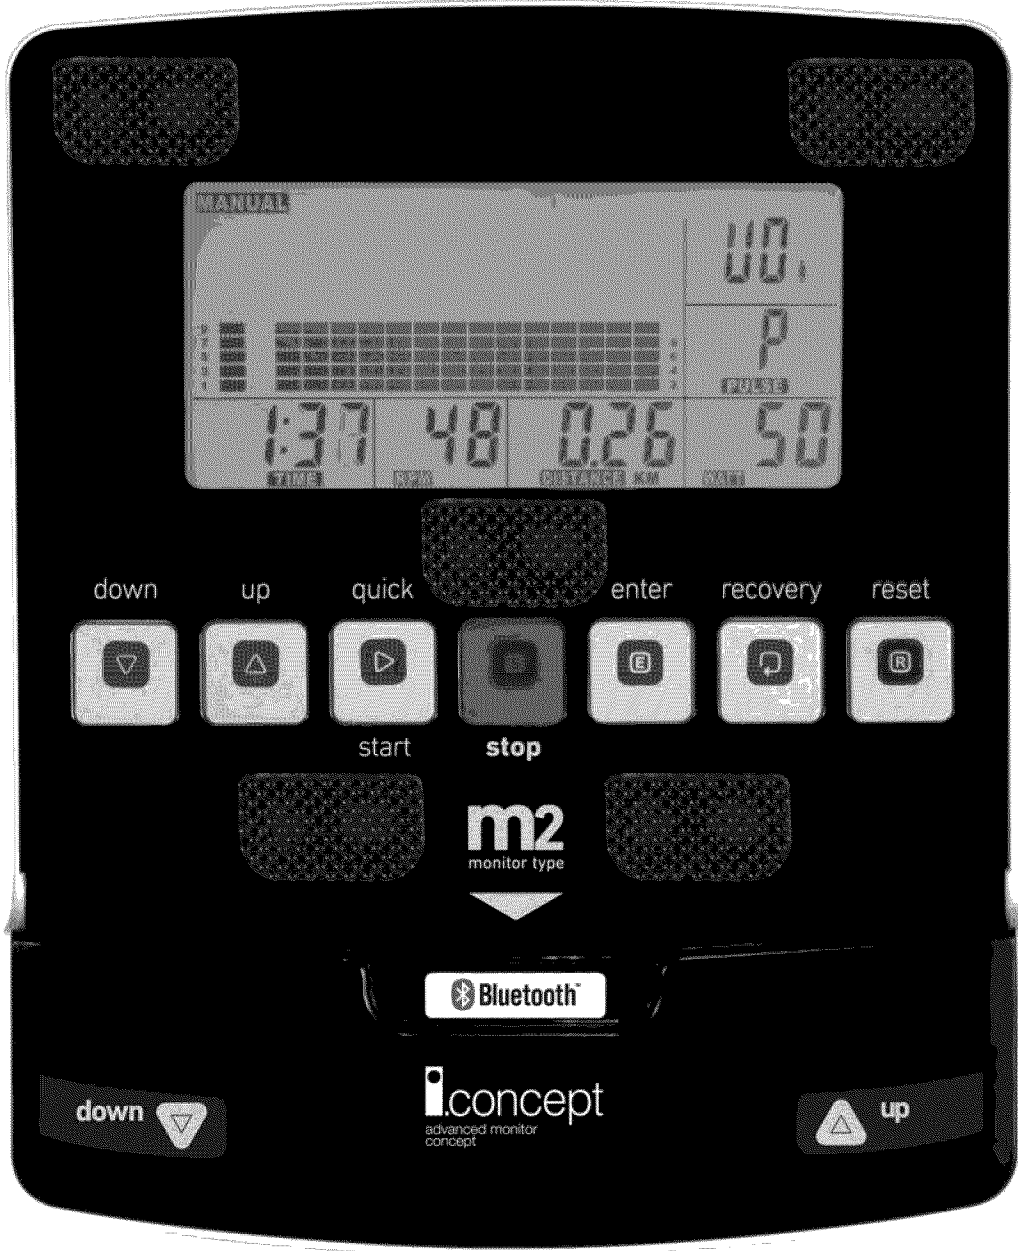 MANUAL
U0.
P
PULSE
1:37 48 0.26 50
TIME RPM DISTANCE KM WATT
down up quick enter recovery reset
E R
start stop
m2
monitor type
Bluetooth™
i.concept
advanced monitor
concept
down up